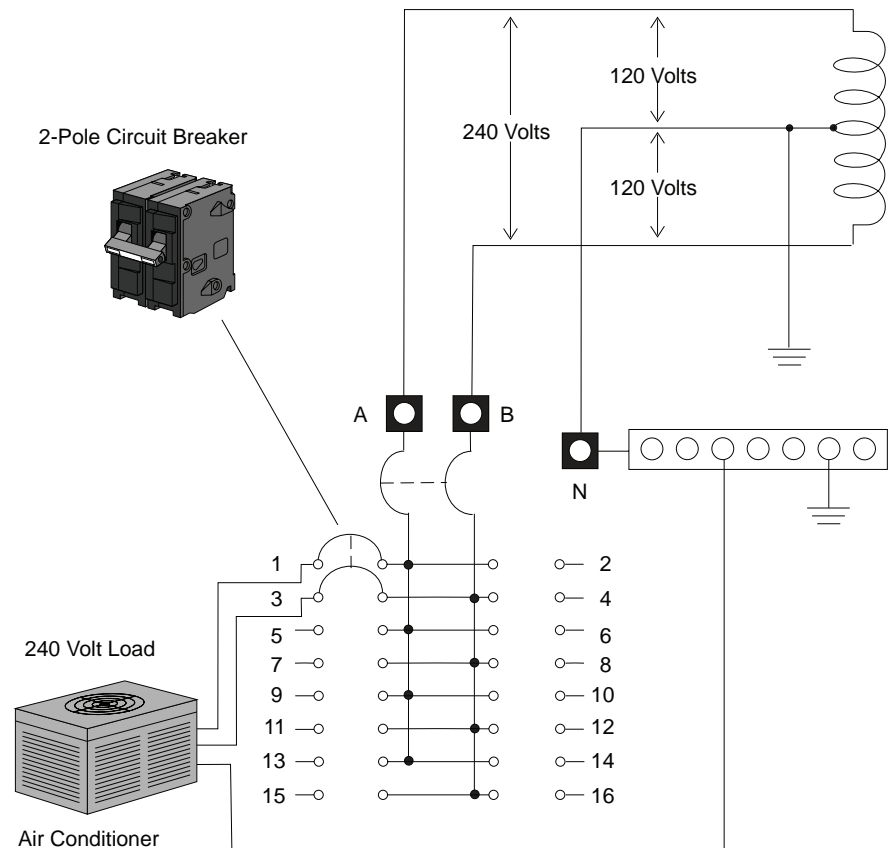 120 Volts
2-Pole Circuit Breaker
240 Volts
120 Volts
A
B
N
1
2
3
4
5
6
240 Volt Load
7
8
9
10
11
12
13
14
15
16
Air Conditioner